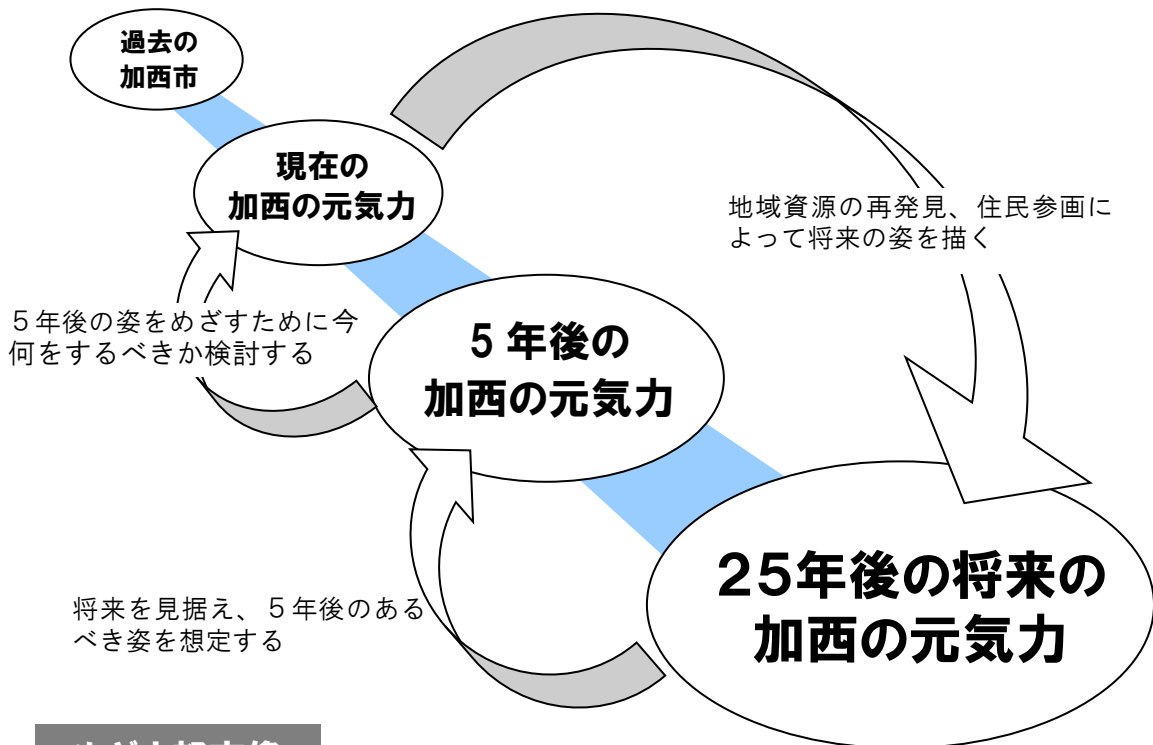 過去の
加西市
現在の
加西の元気力
地域資源の再発見、住民参画に
よって将来の姿を描く
５年後の姿をめざすために今
何をするべきか検討する
5 年後の
加西の元気力
25年後の将来の
加西の元気力
将来を見据え、５年後のある
べき姿を想定する